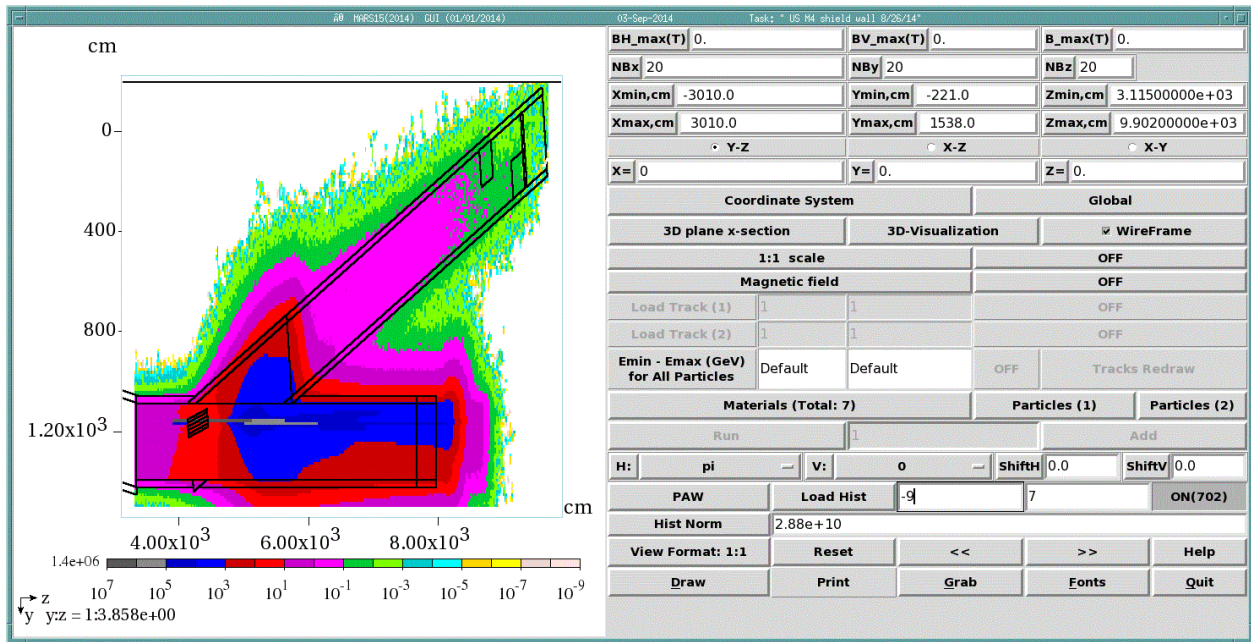 MARS15(2014) GUI (01/01/2014) 03-Sep-2014 Task: " US M4 shield wall 8/26/14"
cm
0
400
800
1.20x10³
cm
4.00x10³ 6.00x10³ 8.00x10³
1.4e+06
10⁷ 10⁵ 10³ 10¹ 10⁻¹ 10⁻³ 10⁻⁵ 10⁻⁷ 10⁻⁹
z
y y:z = 1:3.858e+00
BH_max(T) 0. BV_max(T) 0. B_max(T) 0.
NBx 20 NBy 20 NBz 20
Xmin,cm -3010.0 Ymin,cm -221.0 Zmin,cm 3.11500000e+03
Xmax,cm 3010.0 Ymax,cm 1538.0 Zmax,cm 9.90200000e+03
Y-Z X-Z X-Y
X= 0 Y= 0. Z= 0.
Coordinate System Global
3D plane x-section 3D-Visualization WireFrame
1:1 scale OFF
Magnetic field OFF
Load Track (1) 1 1 OFF
Load Track (2) 1 1 OFF
Emin - Emax (GeV)
for All Particles Default Default OFF Tracks Redraw
Materials (Total: 7) Particles (1) Particles (2)
Run 1 Add
H: pi V: 0 ShiftH 0.0 ShiftV 0.0
PAW Load Hist -9 7 ON(702)
Hist Norm 2.88e+10
View Format: 1:1 Reset << >> Help
Draw Print Grab Fonts Quit